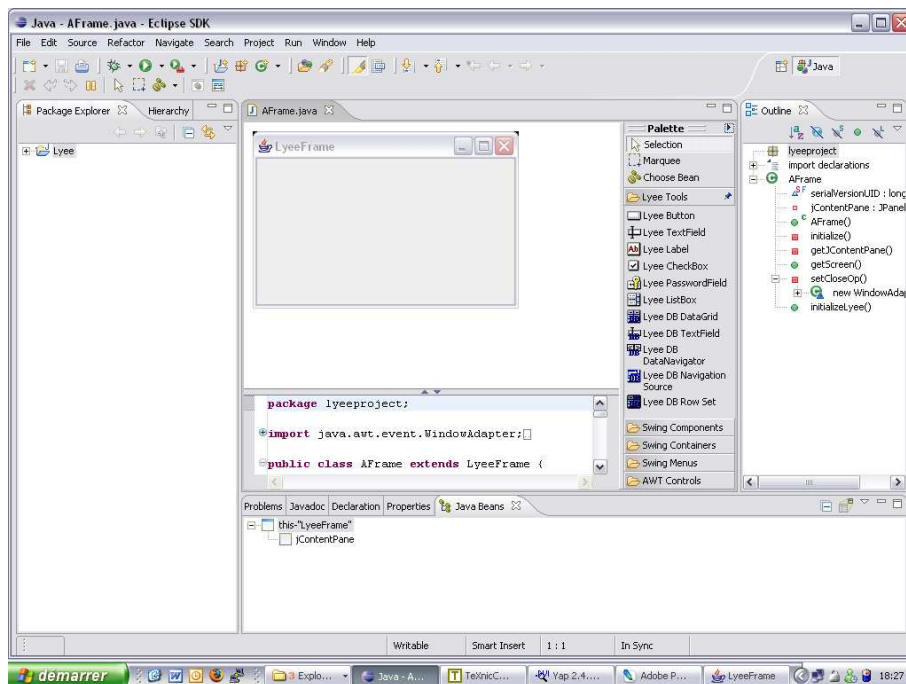 Java - AFrame.java - Eclipse SDK
File Edit Source Refactor Navigate Search Project Run Window Help
Java
Package Explorer Hierarchy
Lyee
AFrame.java
LyeeFrame
Palette
Selection
Marquee
Choose Bean
Lyee Tools
Lyee Button
Lyee TextField
Lyee Label
Lyee CheckBox
Lyee PasswordField
Lyee ListBox
Lyee DB DataGrid
Lyee DB TextField
Lyee DB
DataNavigator
Lyee DB Navigation
Source
Lyee DB Row Set
Swing Components
Swing Containers
Swing Menus
AWT Controls
package lyeeproject;
import java.awt.event.WindowAdapter;
public class AFrame extends LyeeFrame {
Outline
lyeeproject
import declarations
AFrame
serialVersionUID : long
jContentPane : JPanel
AFrame()
initialize()
getJContentPane()
getScreen()
setCloseOp()
new WindowAdap
initializeLyee()
Problems Javadoc Declaration Properties Java Beans
this-"LyeeFrame"
jContentPane
Writable Smart Insert 1 : 1 In Sync
démarrer 3 Explo... Java - A... TeXnicC... Yap 2.4.... Adobe P... LyeeFrame 18:27